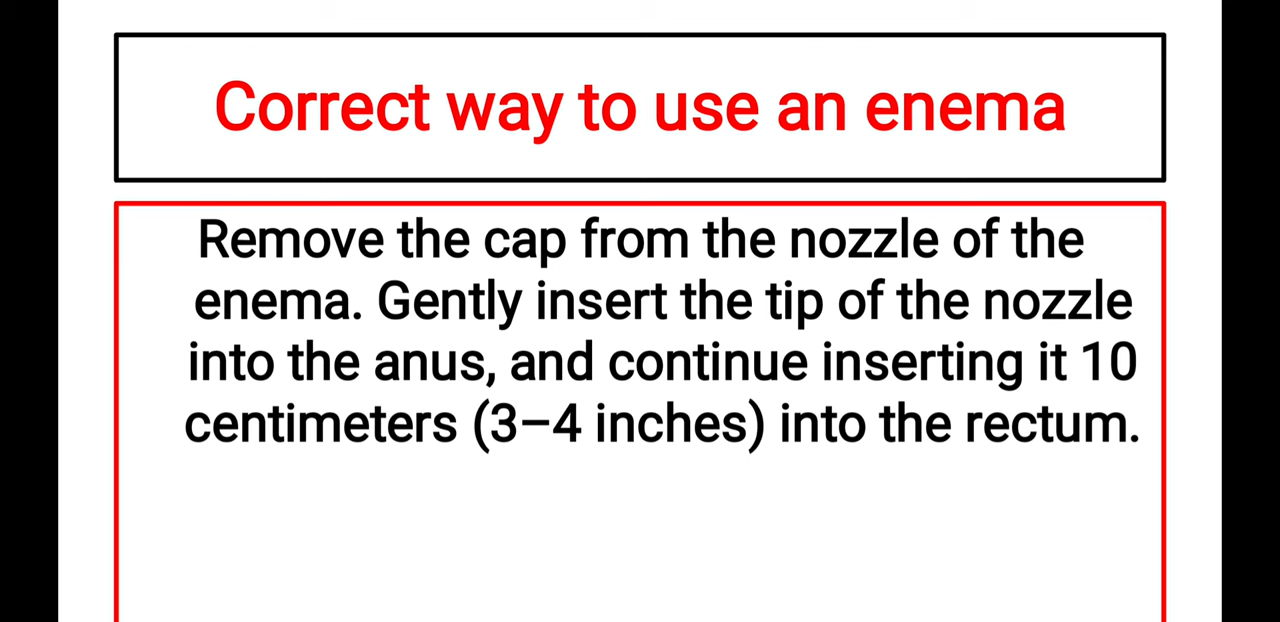 Correct way to use an enema
Remove the cap from the nozzle of the
enema. Gently insert the tip of the nozzle
into the anus, and continue inserting it 10
centimeters (3–4 inches) into the rectum.